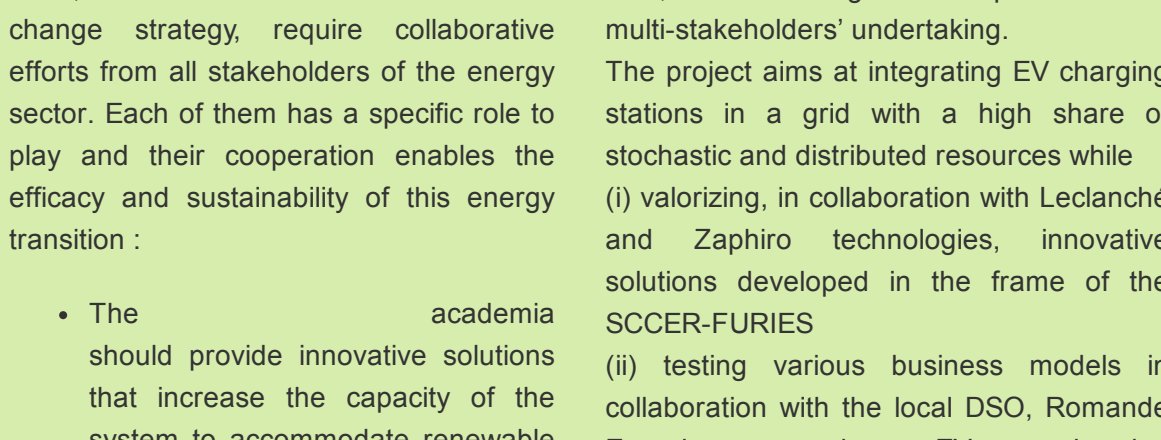 change strategy, require collaborative
efforts from all stakeholders of the energy
sector. Each of them has a specific role to
play and their cooperation enables the
efficacy and sustainability of this energy
transition :
• The academia
should provide innovative solutions
that increase the capacity of the
system to accommodate renewable
multi-stakeholders’ undertaking.
The project aims at integrating EV charging
stations in a grid with a high share
stochastic and distributed resources while
(i) valorizing, in collaboration with Leclanché
and Zaphiro technologies, innovative
solutions developed in the frame of the
SCCER-FURIES
(ii) testing various business models in
collaboration with the local DSO, Romande